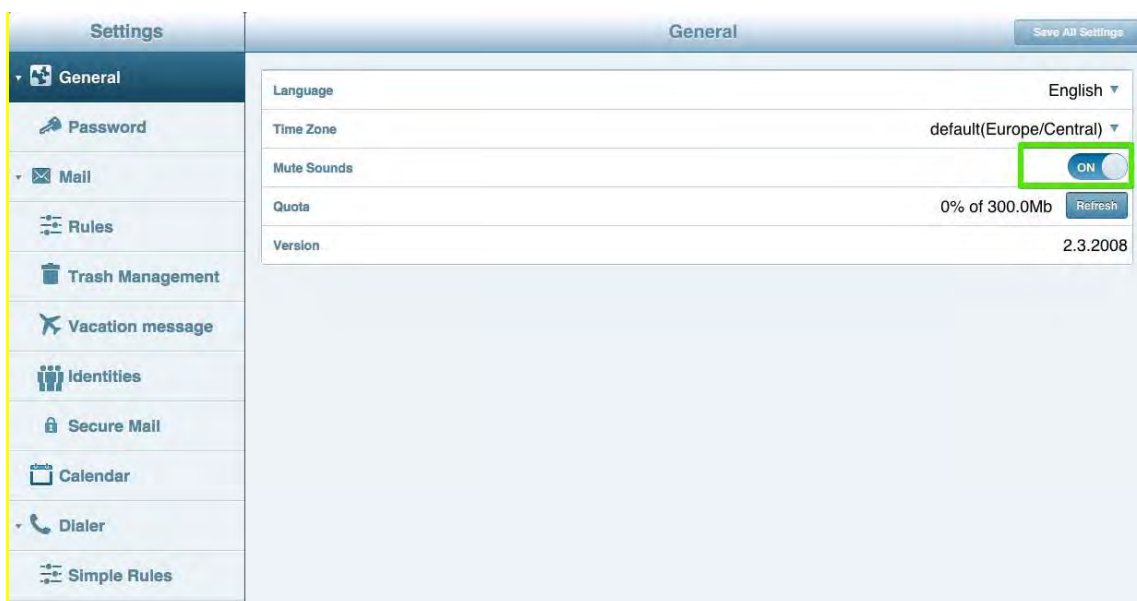 Settings
General
Save All Settings
General
Password
Mail
Rules
Trash Management
Vacation message
Identities
Secure Mail
Calendar
Dialer
Simple Rules
Language English
Time Zone default(Europe/Central)
Mute Sounds ON
Quota 0% of 300.0Mb Refresh
Version 2.3.2008